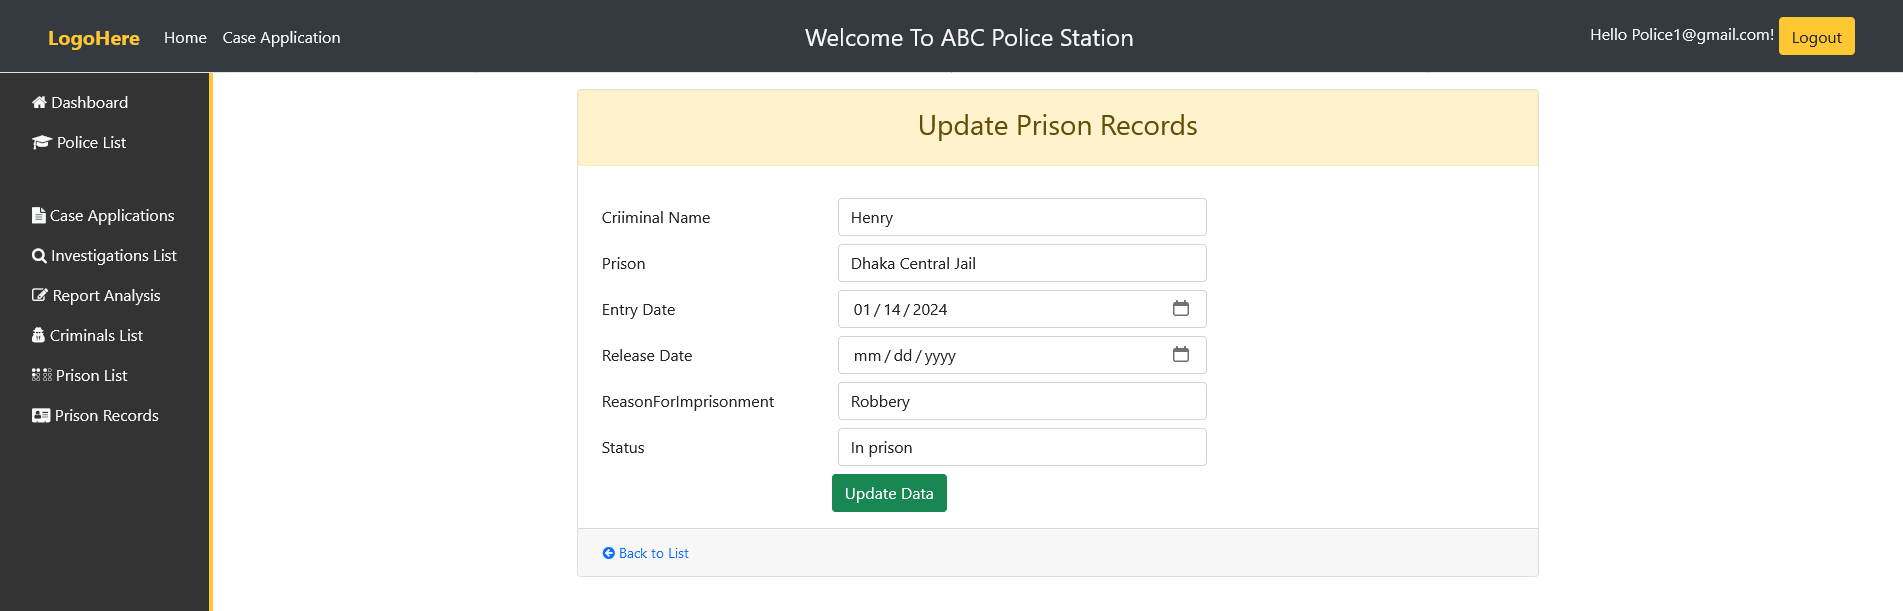 LogoHere Home Case Application Welcome To ABC Police Station Hello Police1@gmail.com! Logout
Dashboard
Police List
Case Applications
Investigations List
Report Analysis
Criminals List
Prison List
Prison Records
Update Prison Records
Criiminal Name Henry
Prison Dhaka Central Jail
Entry Date 01/14/2024
Release Date mm/dd/yyyy
ReasonForImprisonment Robbery
Status In prison
Update Data
Back to List